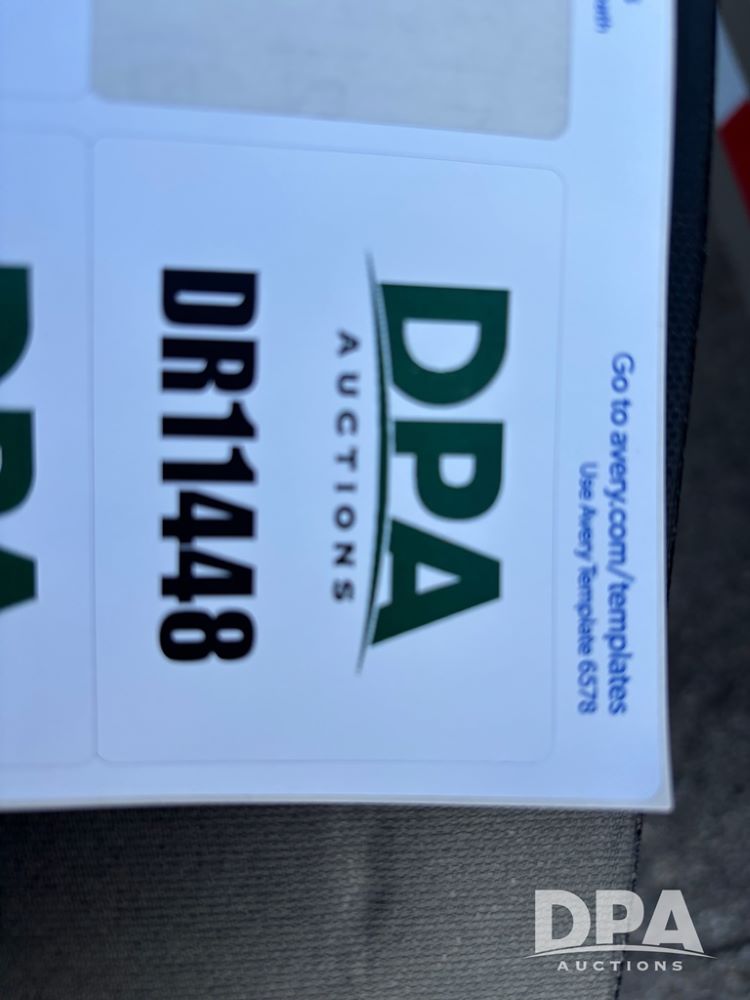 DPA
AUCTIONS
DR11448
Go to avery.com/templates
Use Avery Template 6578
DPA
AUCTIONS